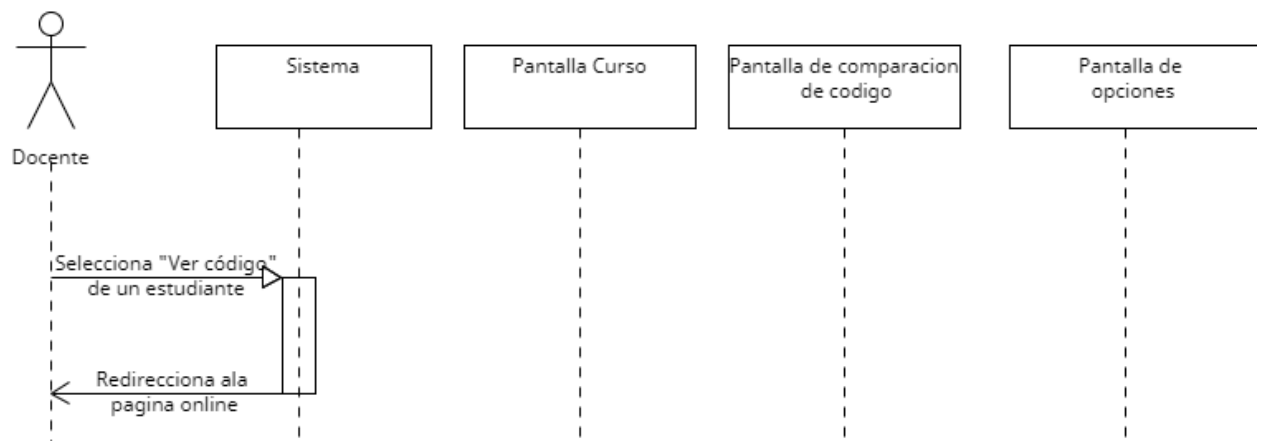 Sistema
Pantalla Curso
Pantalla de comparacion
de codigo
Pantalla de
opciones
Docente
Selecciona "Ver código"
de un estudiante
Redirecciona ala
pagina online